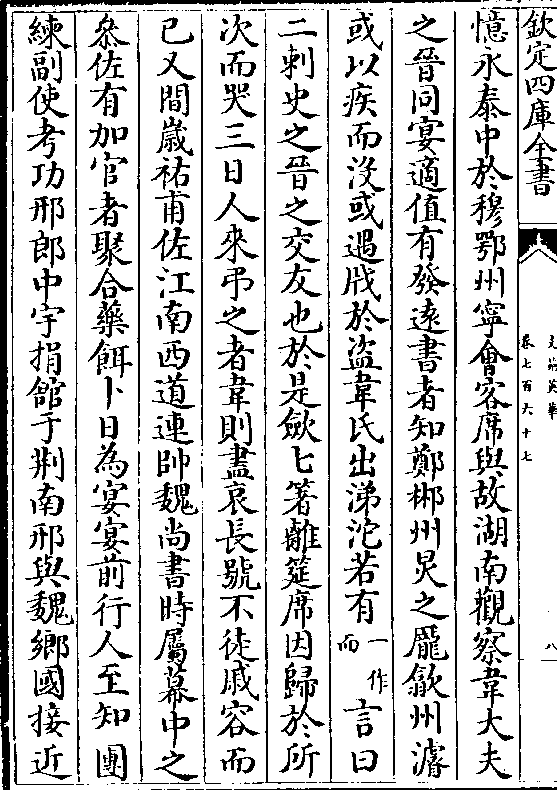 欽定四庫全書
文苑英華
卷七百六十七
八
憶永泰中於穆鄂州寧會客席與故湖南觀察韋大夫
之晉同宴適值有發逺書者知鄭郴州炅之龎歙州濬
或以疾而沒或遇戕於盜韋氏出涕沱若有一作而言曰
二刺史之晉之交友也於是斂匕箸離筵席因歸於所
次而哭三日人來弔之者韋則盡哀長號不徒戚容而
已又間嵗祐甫佐江南西道連帥魏尚書時屬幕中之
叅佐有加官者聚合藥餌卜日為宴宴前行人至知團
練副使考功邢郎中宇捐館于荆南邢與魏鄉國接近